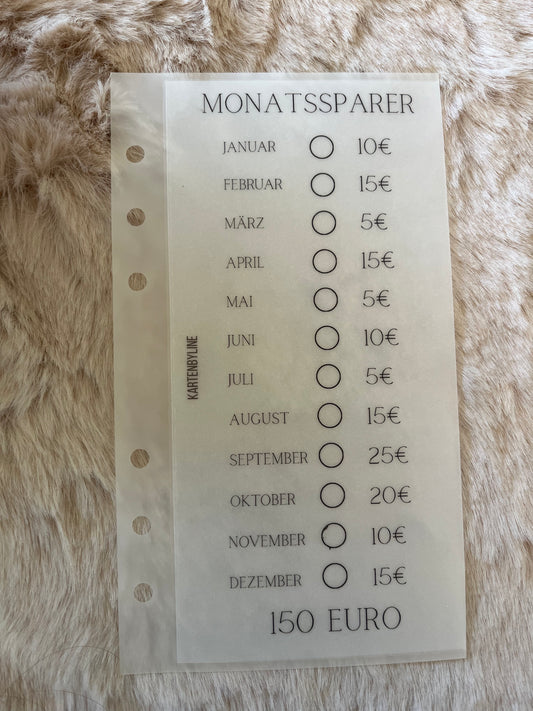 MONATSSPARER
JANUAR 10€
FEBRUAR 15€
MÄRZ 5€
APRIL 15€
MAI 5€
JUNI 10€
JULI 5€
AUGUST 15€
SEPTEMBER 25€
OKTOBER 20€
NOVEMBER 10€
DEZEMBER 15€
150 EURO
KARTENBYLINE